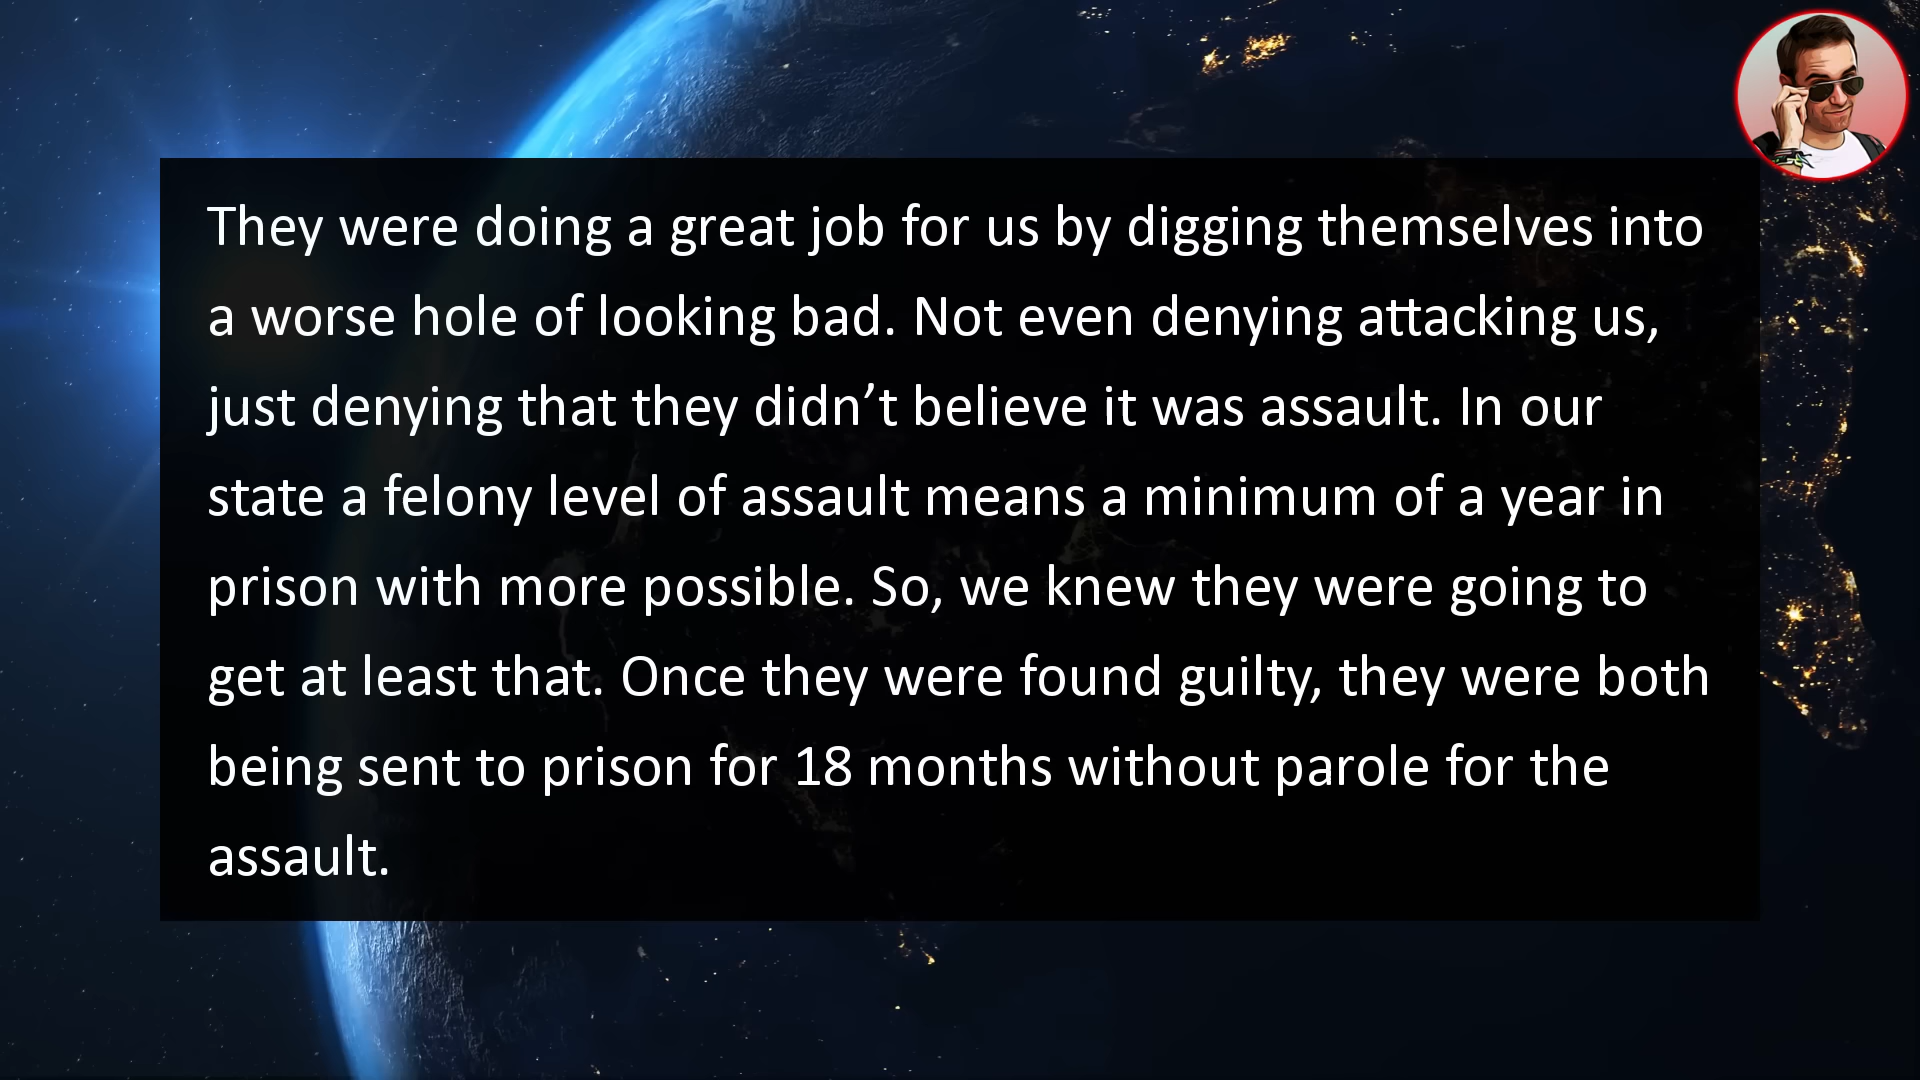 They were doing a great job for us by digging themselves into
a worse hole of looking bad. Not even denying attacking us,
just denying that they didn’t believe it was assault. In our
state a felony level of assault means a minimum of a year in
prison with more possible. So, we knew they were going to
get at least that. Once they were found guilty, they were both
being sent to prison for 18 months without parole for the
assault.